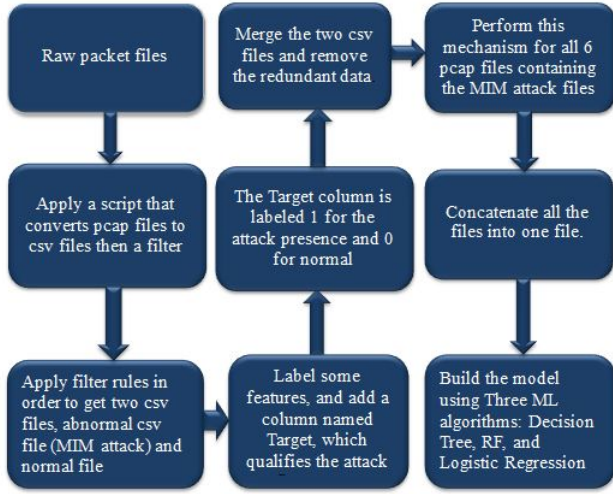 Raw packet files
Apply a script that
converts pcap files to
csv files then a filter
Apply filter rules in
order to get two csv
files, abnormal csv
file (MIM attack) and
normal file
Label some
features, and add a
column named
Target, which
qualifies the attack
The Target column is
labeled 1 for the
attack presence and 0
for normal
Merge the two csv
files and remove
the redundant data
Perform this
mechanism for all 6
pcap files containing
the MIM attack files
Concatenate all the
files into one file.
Build the model
using Three ML
algorithms: Decision
Tree, RF, and
Logistic Regression